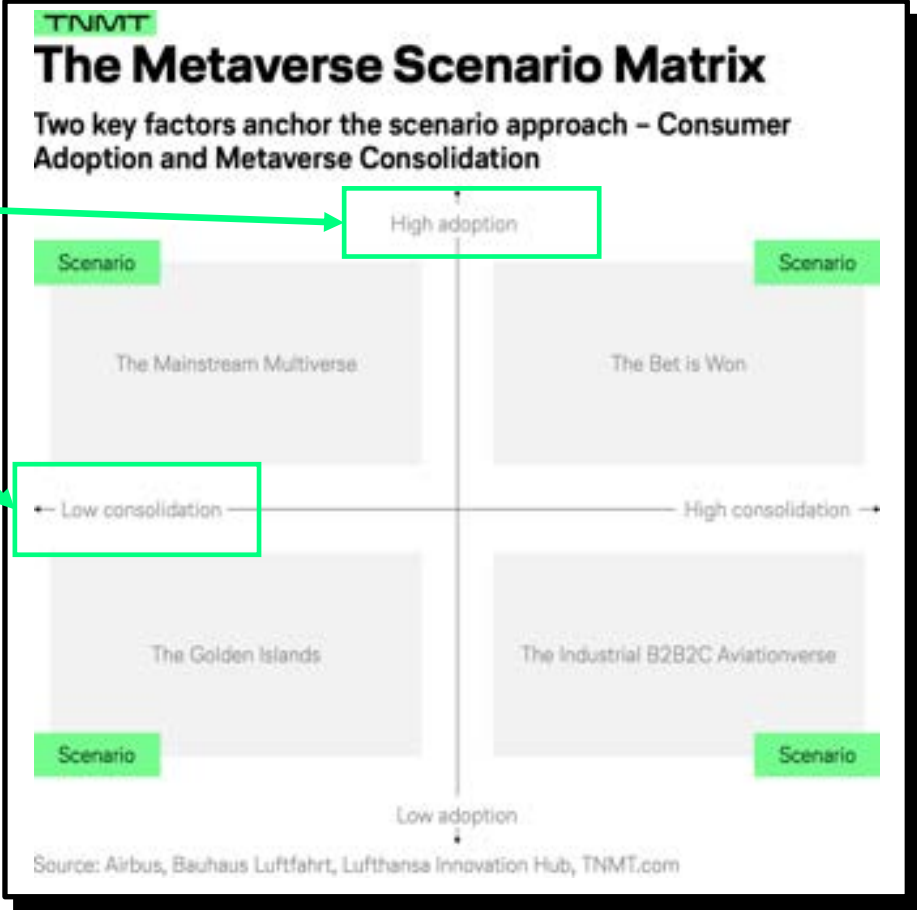 TNMT
The Metaverse Scenario Matrix
Two key factors anchor the scenario approach – Consumer
Adoption and Metaverse Consolidation
High adoption
Scenario
Scenario
The Mainstream Multiverse
The Bet is Won
Low consolidation
High consolidation
The Golden Islands
The Industrial B2B2C Aviationverse
Scenario
Scenario
Low adoption
Source: Airbus, Bauhaus Luftfahrt, Lufthansa Innovation Hub, TNMT.com